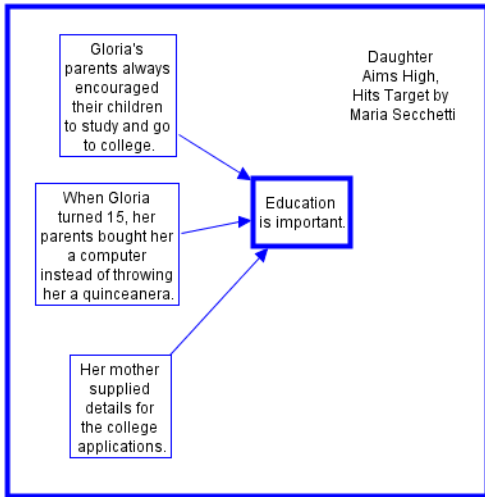 Gloria's
parents always
encouraged
their children
to study and go
to college.
Daughter
Aims High,
Hits Target by
Maria Secchetti
When Gloria
turned 15, her
parents bought her
a computer
instead of throwing
her a quinceanera.
Education
is important.
Her mother
supplied
details for
the college
applications.